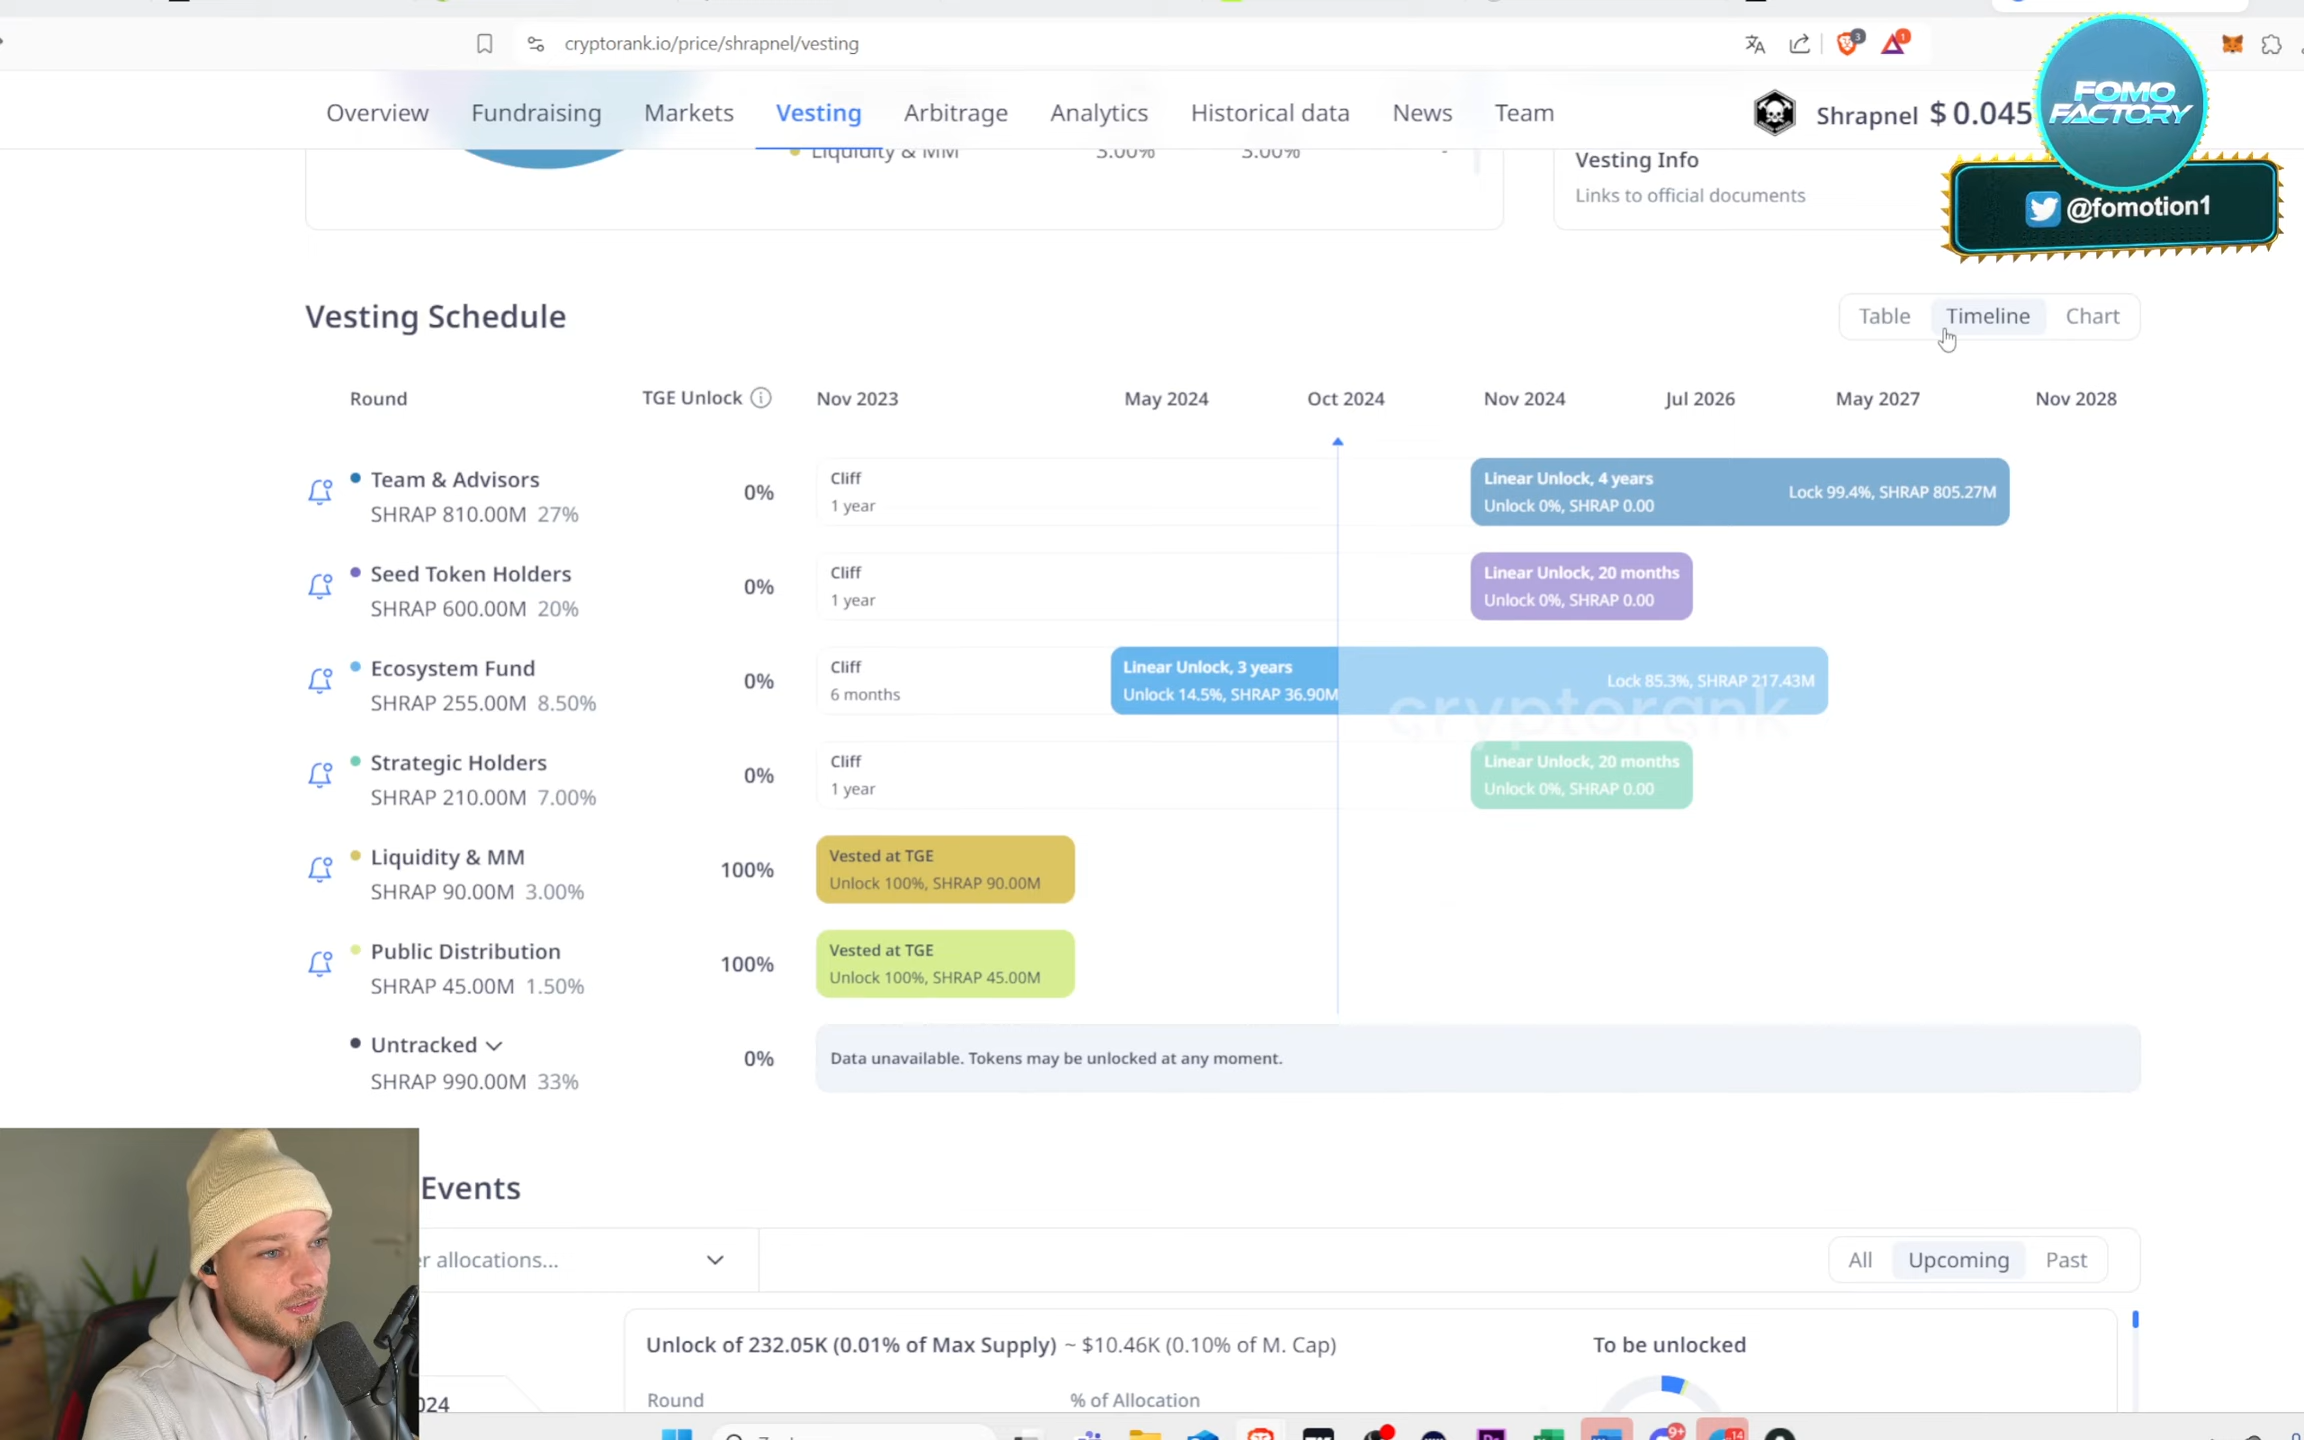 cryptorank.io/price/shrapnel/vesting
3
1
Overview Fundraising Markets Vesting Arbitrage Analytics Historical data News Team
Shrapnel $ 0.045
FOMO
FACTORY
@fomotion1
Liquidity & MM 3.00% 3.00% -
Vesting Info
Links to official documents
Vesting Schedule
Table Timeline Chart
Round TGE Unlock Nov 2023 May 2024 Oct 2024 Nov 2024 Jul 2026 May 2027 Nov 2028
Team & Advisors
SHRAP 810.00M 27%
0%
Cliff
1 year
Linear Unlock, 4 years
Unlock 0%, SHRAP 0.00
Lock 99.4%, SHRAP 805.27M
Seed Token Holders
SHRAP 600.00M 20%
0%
Cliff
1 year
Linear Unlock, 20 months
Unlock 0%, SHRAP 0.00
Ecosystem Fund
SHRAP 255.00M 8.50%
0%
Cliff
6 months
Linear Unlock, 3 years
Unlock 14.5%, SHRAP 36.90M
Lock 85.3%, SHRAP 217.43M
cryptorank
Strategic Holders
SHRAP 210.00M 7.00%
0%
Cliff
1 year
Linear Unlock, 20 months
Unlock 0%, SHRAP 0.00
Liquidity & MM
SHRAP 90.00M 3.00%
100%
Vested at TGE
Unlock 100%, SHRAP 90.00M
Public Distribution
SHRAP 45.00M 1.50%
100%
Vested at TGE
Unlock 100%, SHRAP 45.00M
Untracked
SHRAP 990.00M 33%
0%
Data unavailable. Tokens may be unlocked at any moment.
Events
er allocations...
All Upcoming Past
Unlock of 232.05K (0.01% of Max Supply) ~ $10.46K (0.10% of M. Cap)
To be unlocked
Round % of Allocation
024
9+
14